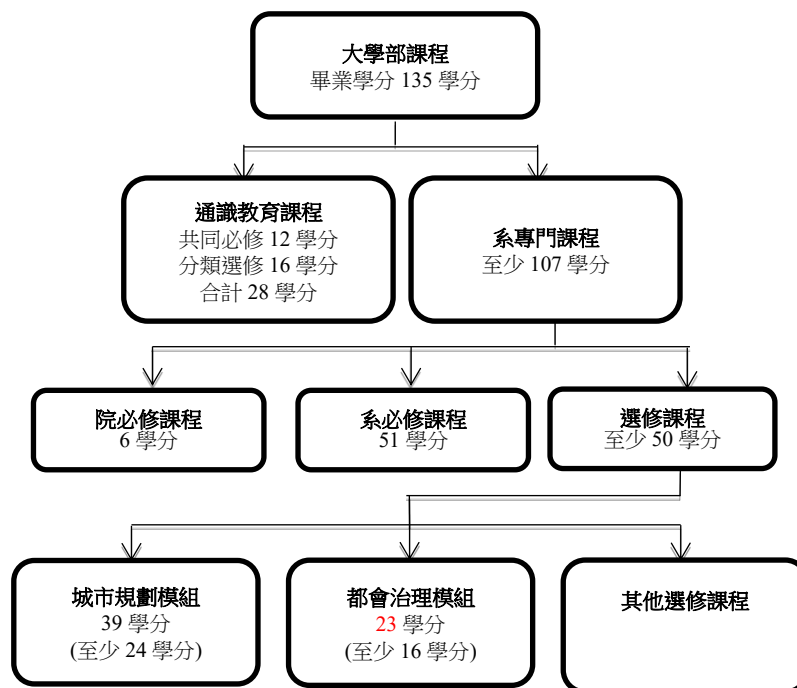 大學部課程
畢業學分 135 學分
通識教育課程
共同必修 12 學分
分類選修 16 學分
合計 28 學分
系專門課程
至少 107 學分
院必修課程
6 學分
系必修課程
51 學分
選修課程
至少 50 學分
城市規劃模組
39 學分
(至少 24 學分)
都會治理模組
23 學分
(至少 16 學分)
其他選修課程